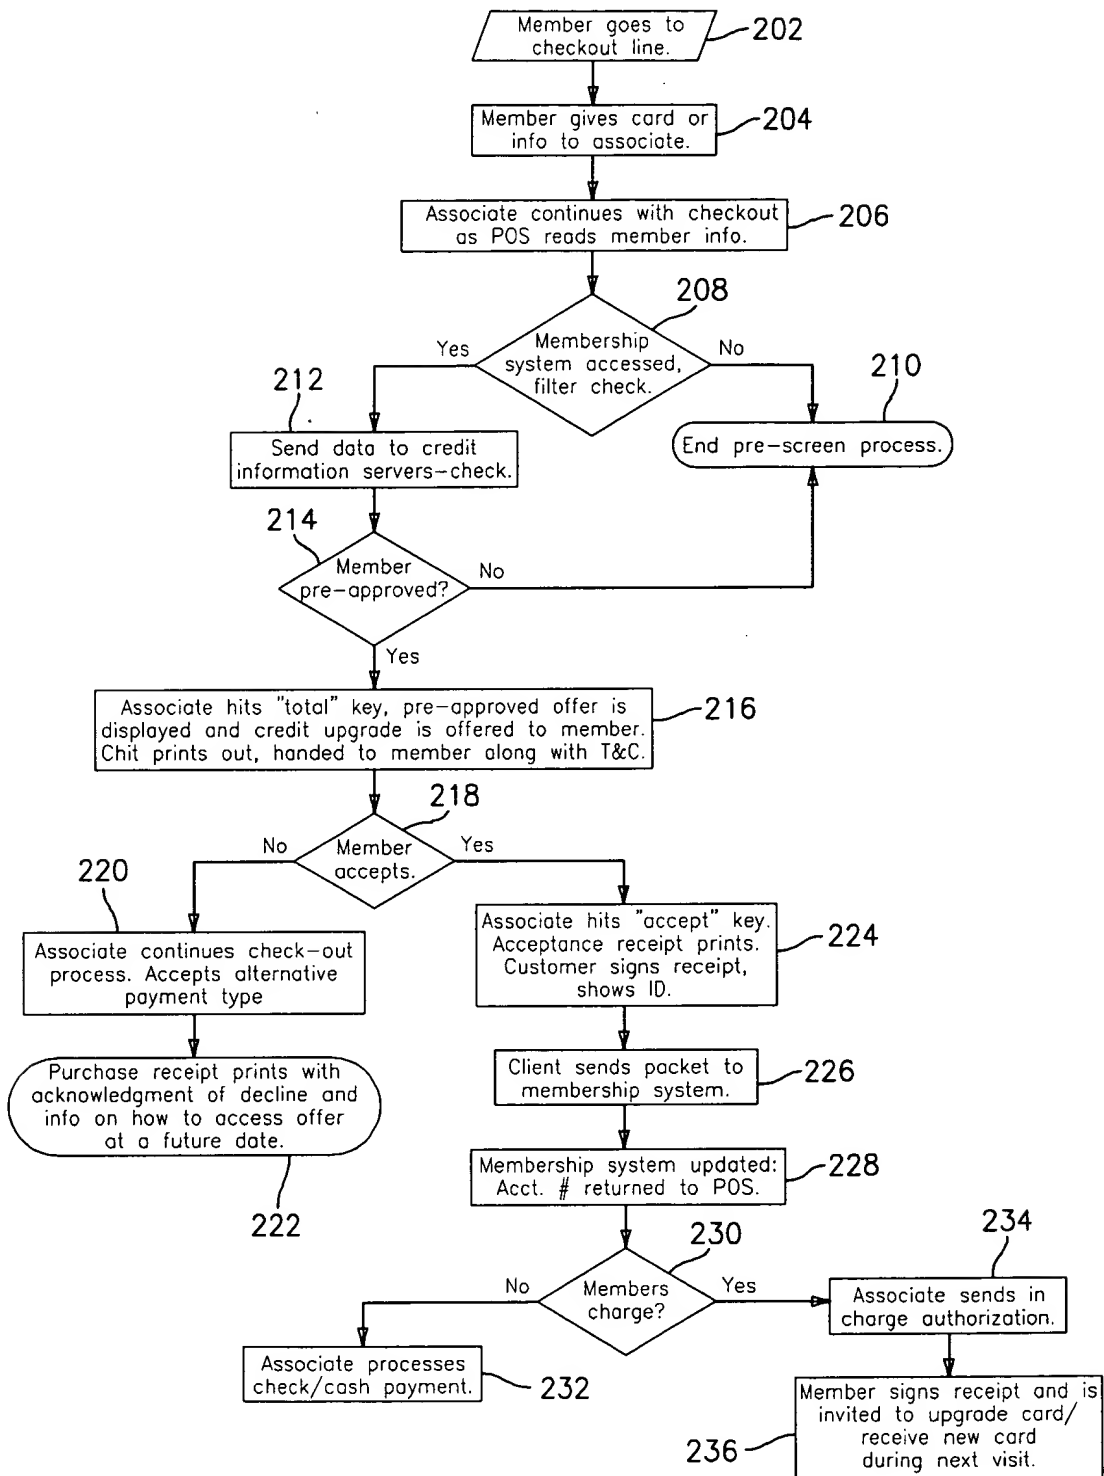 Member goes to
checkout line.
202
Member gives card or
info to associate.
204
Associate continues with checkout
as POS reads member info.
206
208
Membership
system accessed,
filter check.
Yes
No
210
End pre-screen process.
212
Send data to credit
information servers-check.
214
Member
pre-approved?
No
Yes
Associate hits "total" key, pre-approved offer is
displayed and credit upgrade is offered to member.
Chit prints out, handed to member along with T&C.
216
218
Member
accepts.
No
Yes
220
Associate continues check-out
process. Accepts alternative
payment type
Purchase receipt prints with
acknowledgment of decline and
info on how to access offer
at a future date.
222
Associate hits "accept" key.
Acceptance receipt prints.
Customer signs receipt,
shows ID.
224
Client sends packet to
membership system.
226
Membership system updated:
Acct. # returned to POS.
228
230
Members
charge?
No
Yes
Associate processes
check/cash payment.
232
234
Associate sends in
charge authorization.
Member signs receipt and is
invited to upgrade card/
receive new card
during next visit.
236